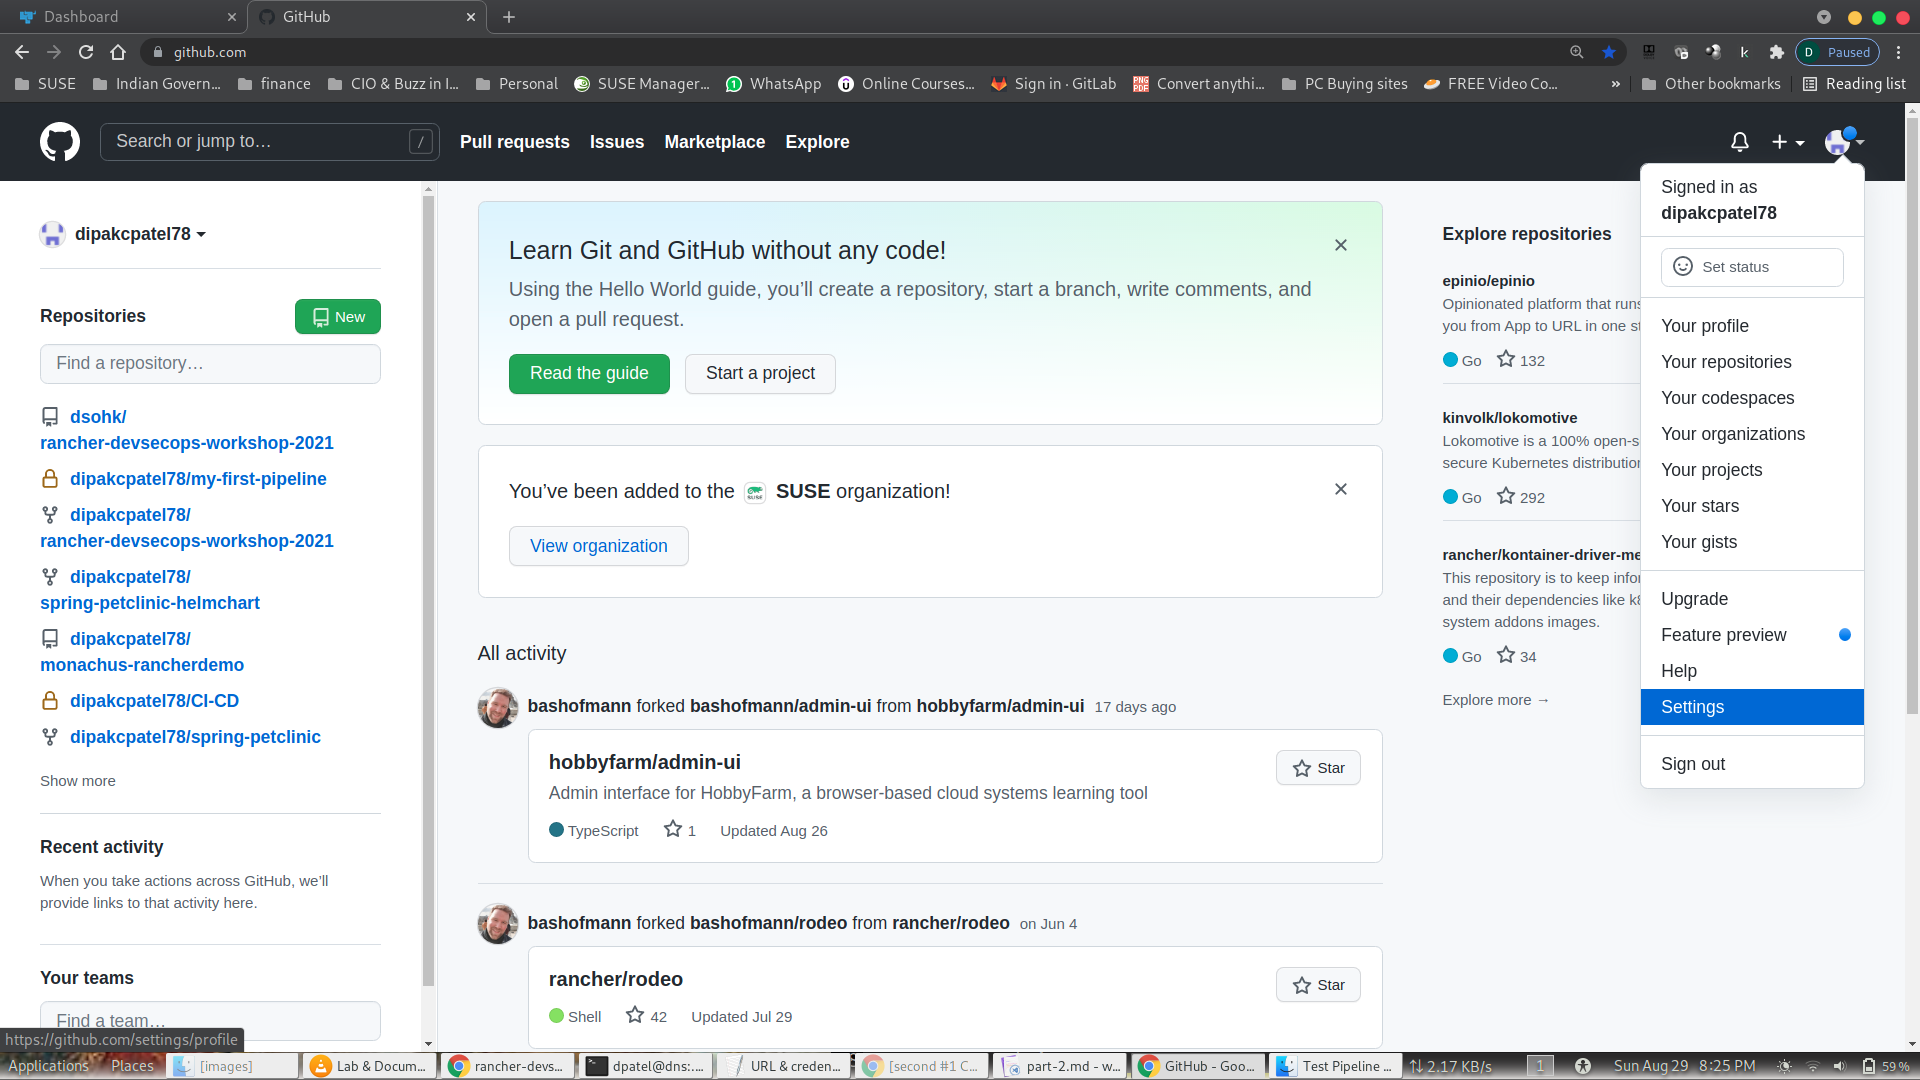 Dashboard
GitHub
github.com
D Paused
SUSE
Indian Govern...
finance
CIO & Buzz in I...
Personal
SUSE Manager...
WhatsApp
Online Courses...
Sign in · GitLab
Convert anythi...
PC Buying sites
FREE Video Co...
»
Other bookmarks
Reading list
Search or jump to…
/
Pull requests
Issues
Marketplace
Explore
dipakcpatel78
Repositories
New
Find a repository…
dsohk/
rancher-devsecops-workshop-2021
dipakcpatel78/my-first-pipeline
dipakcpatel78/
rancher-devsecops-workshop-2021
dipakcpatel78/
spring-petclinic-helmchart
dipakcpatel78/
monachus-rancherdemo
dipakcpatel78/CI-CD
dipakcpatel78/spring-petclinic
Show more
Recent activity
When you take actions across GitHub, we’ll
provide links to that activity here.
Your teams
Find a team…
https://github.com/settings/profile
Learn Git and GitHub without any code!
Using the Hello World guide, you’ll create a repository, start a branch, write comments, and
open a pull request.
Read the guide
Start a project
You’ve been added to the SUSE organization!
View organization
All activity
bashofmann forked bashofmann/admin-ui from hobbyfarm/admin-ui 17 days ago
hobbyfarm/admin-ui
Star
Admin interface for HobbyFarm, a browser-based cloud systems learning tool
TypeScript 1 Updated Aug 26
bashofmann forked bashofmann/rodeo from rancher/rodeo on Jun 4
rancher/rodeo
Star
Shell 42 Updated Jul 29
Explore repositories
epinio/epinio
Opinionated platform that runs
you from App to URL in one st
Go 132
kinvolk/lokomotive
Lokomotive is a 100% open-s
secure Kubernetes distribution
Go 292
rancher/kontainer-driver-me
This repository is to keep infor
and their dependencies like k8
system addons images.
Go 34
Explore more →
Signed in as
dipakcpatel78
Set status
Your profile
Your repositories
Your codespaces
Your organizations
Your projects
Your stars
Your gists
Upgrade
Feature preview
Help
Settings
Sign out
Applications
Places
[images]
Lab & Docum...
rancher-devs...
dpatel@dns:...
URL & creden...
[second #1 C...
part-2.md - w...
GitHub - Goo...
Test Pipeline ...
2.17 KB/s
1
Sun Aug 29 8:25 PM
59 %